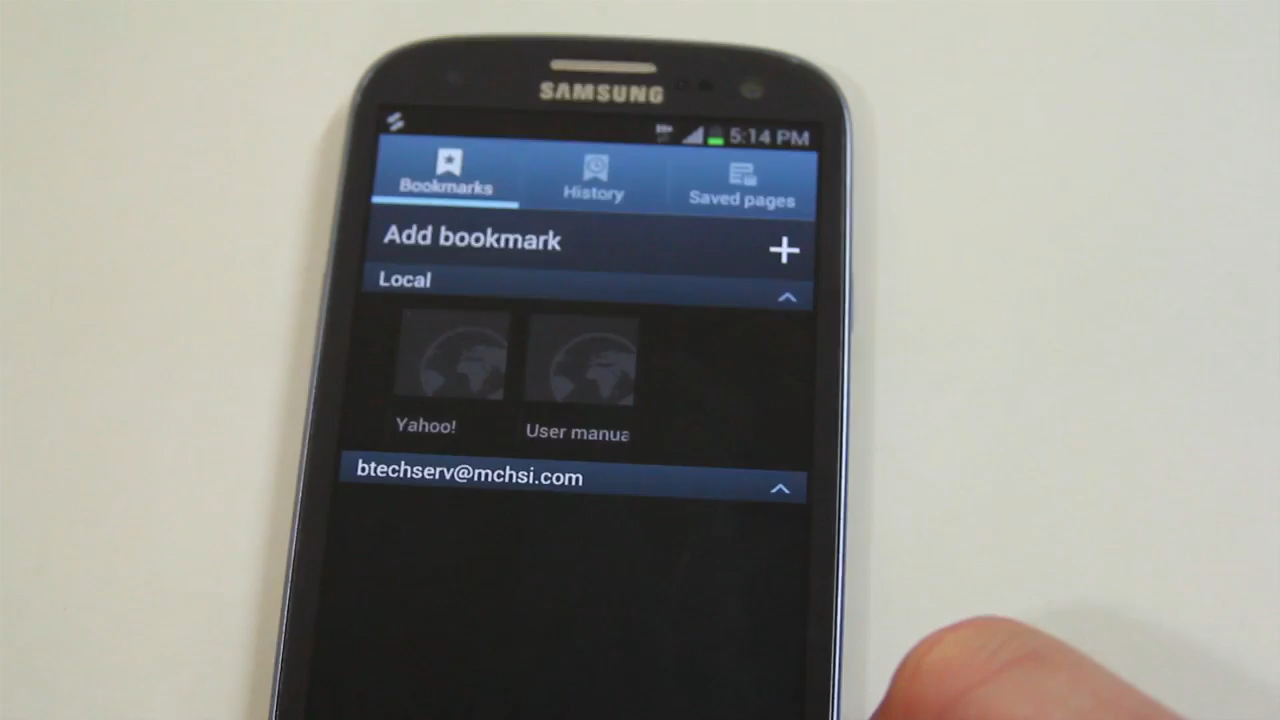 SAMSUNG
5:14 PM
Bookmarks
History
Saved pages
Add bookmark
Local
Yahoo!
User manua
btechserv@mchsi.com